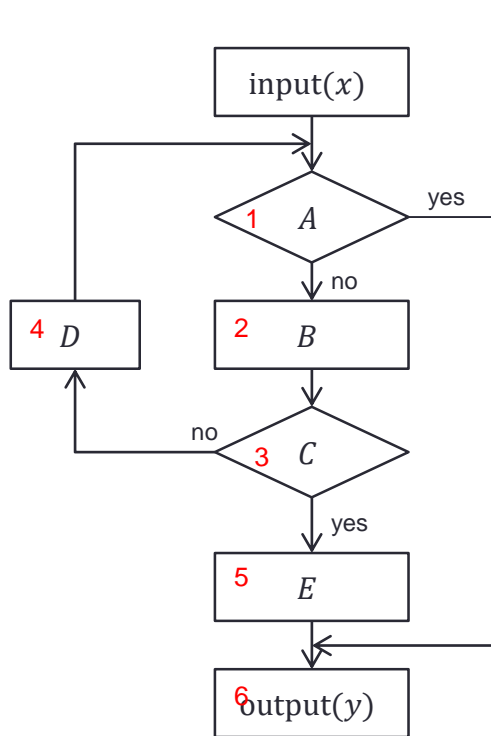 input(x)
1 A
yes
no
4 D
2 B
no
3 C
yes
5 E
6 output(y)